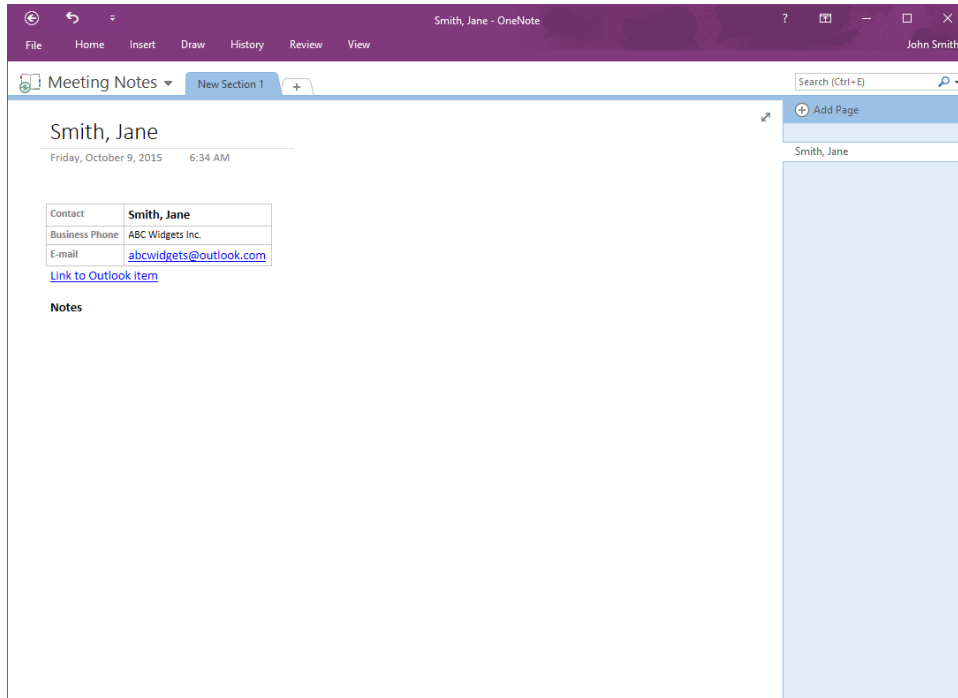 Smith, Jane - OneNote
?
File Home Insert Draw History Review View John Smith
Meeting Notes New Section 1 + Search (Ctrl+E)
Add Page
Smith, Jane
Friday, October 9, 2015 6:34 AM
Smith, Jane
Contact Smith, Jane
Business Phone ABC Widgets Inc.
E-mail abcwidgets@outlook.com
Link to Outlook item
Notes